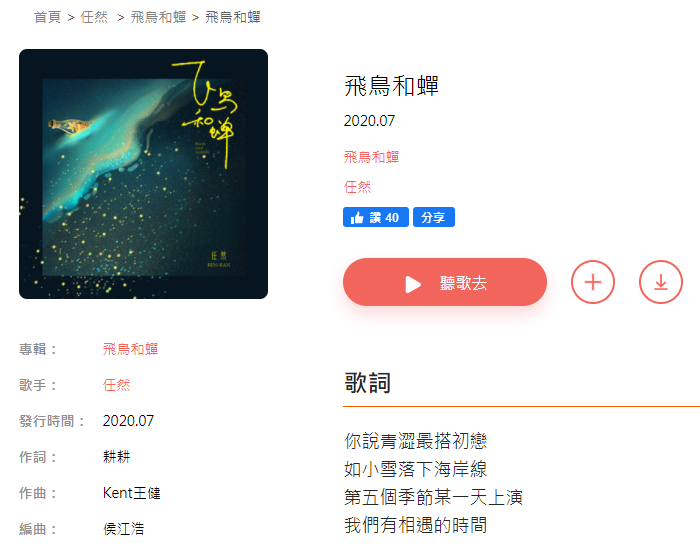 首頁 > 任然 > 飛鳥和蟬 > 飛鳥和蟬
飞鸟
和蝉
任然
REN RAN
飛鳥和蟬
2020.07
飛鳥和蟬
任然
讚 40 分享
聽歌去
專輯： 飛鳥和蟬
歌手： 任然
發行時間： 2020.07
作詞： 耕耕
作曲： Kent王健
編曲： 侯江浩
歌詞
你說青澀最搭初戀
如小雪落下海岸線
第五個季節某一天上演
我們有相遇的時間